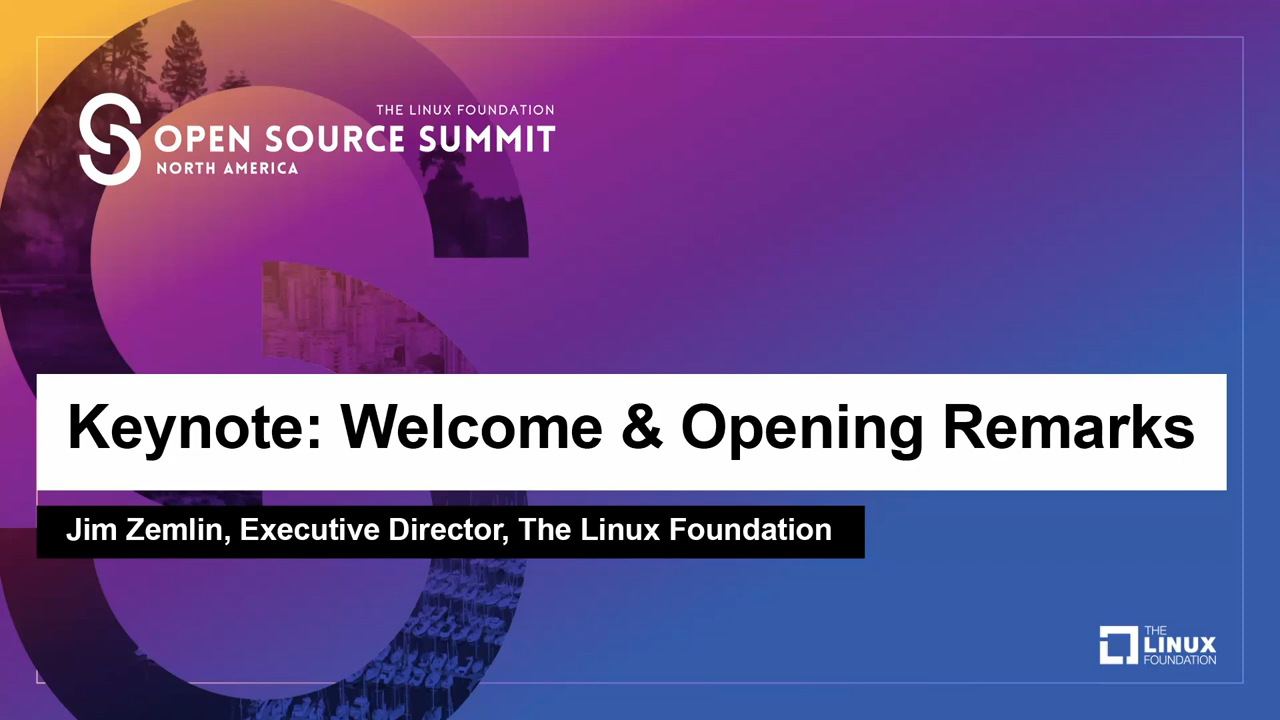 THE LINUX FOUNDATION
OPEN SOURCE SUMMIT
NORTH AMERICA
Keynote: Welcome & Opening Remarks
Jim Zemlin, Executive Director, The Linux Foundation
THE
LINUX
FOUNDATION